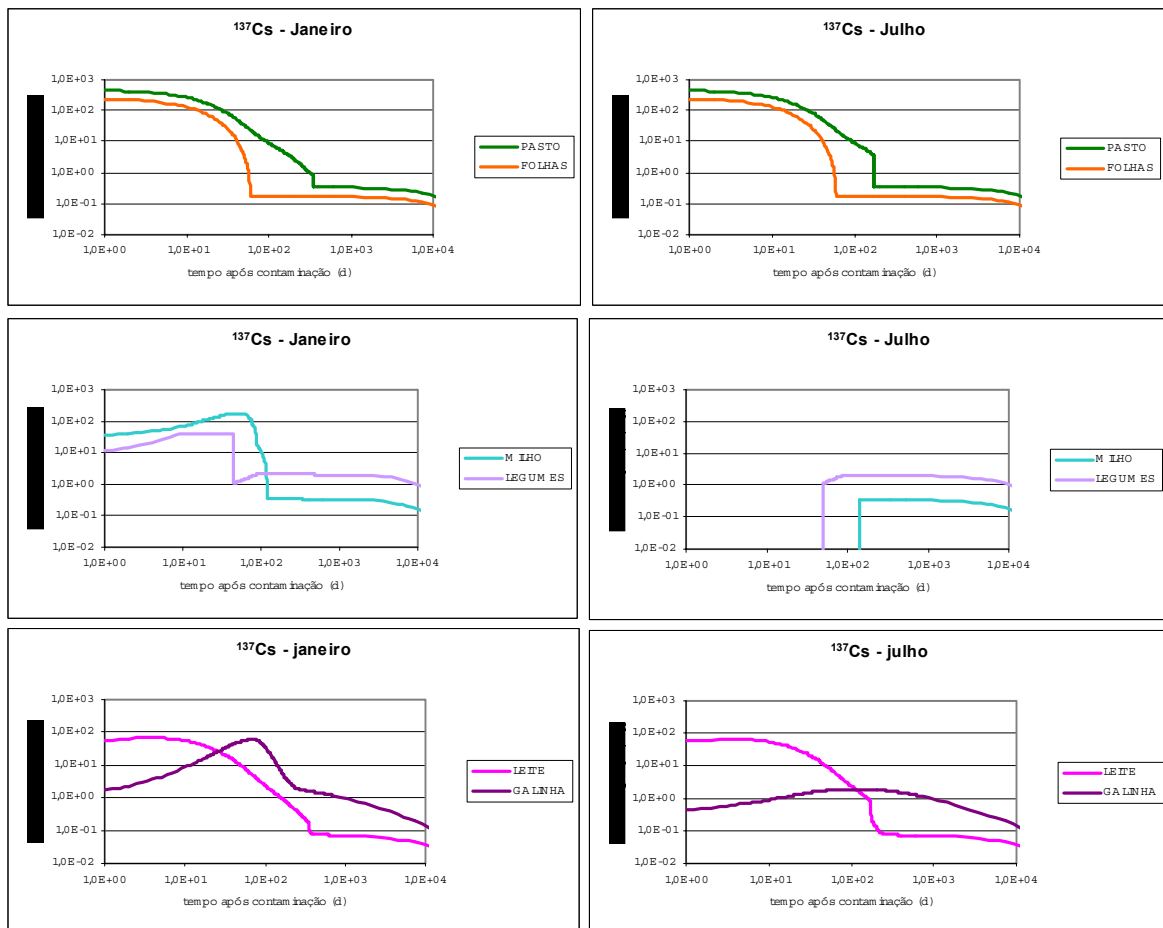 137Cs - Janeiro
1,0E+03
1,0E+02
1,0E+01
1,0E+00
1,0E-01
1,0E-02
1,0E+00 1,0E+01 1,0E+02 1,0E+03 1,0E+04
tempo após contaminação (d)
PASTO
FOLHAS
137Cs - Julho
1,0E+03
1,0E+02
1,0E+01
1,0E+00
1,0E-01
1,0E-02
1,0E+00 1,0E+01 1,0E+02 1,0E+03 1,0E+04
tempo após contaminação (d)
PASTO
FOLHAS
137Cs - Janeiro
1,0E+03
1,0E+02
1,0E+01
1,0E+00
1,0E-01
1,0E-02
1,0E+00 1,0E+01 1,0E+02 1,0E+03 1,0E+04
tempo após contaminação (d)
MILHO
LEGUMES
137Cs - Julho
1,0E+03
1,0E+02
1,0E+01
1,0E+00
1,0E-01
1,0E-02
1,0E+00 1,0E+01 1,0E+02 1,0E+03 1,0E+04
tempo após contaminação (d)
MILHO
LEGUMES
137Cs - janeiro
1,0E+03
1,0E+02
1,0E+01
1,0E+00
1,0E-01
1,0E-02
1,0E+00 1,0E+01 1,0E+02 1,0E+03 1,0E+04
tempo após contaminação (d)
LEITE
GALINHA
137Cs - julho
1,0E+03
1,0E+02
1,0E+01
1,0E+00
1,0E-01
1,0E-02
1,0E+00 1,0E+01 1,0E+02 1,0E+03 1,0E+04
tempo após contaminação (d)
LEITE
GALINHA